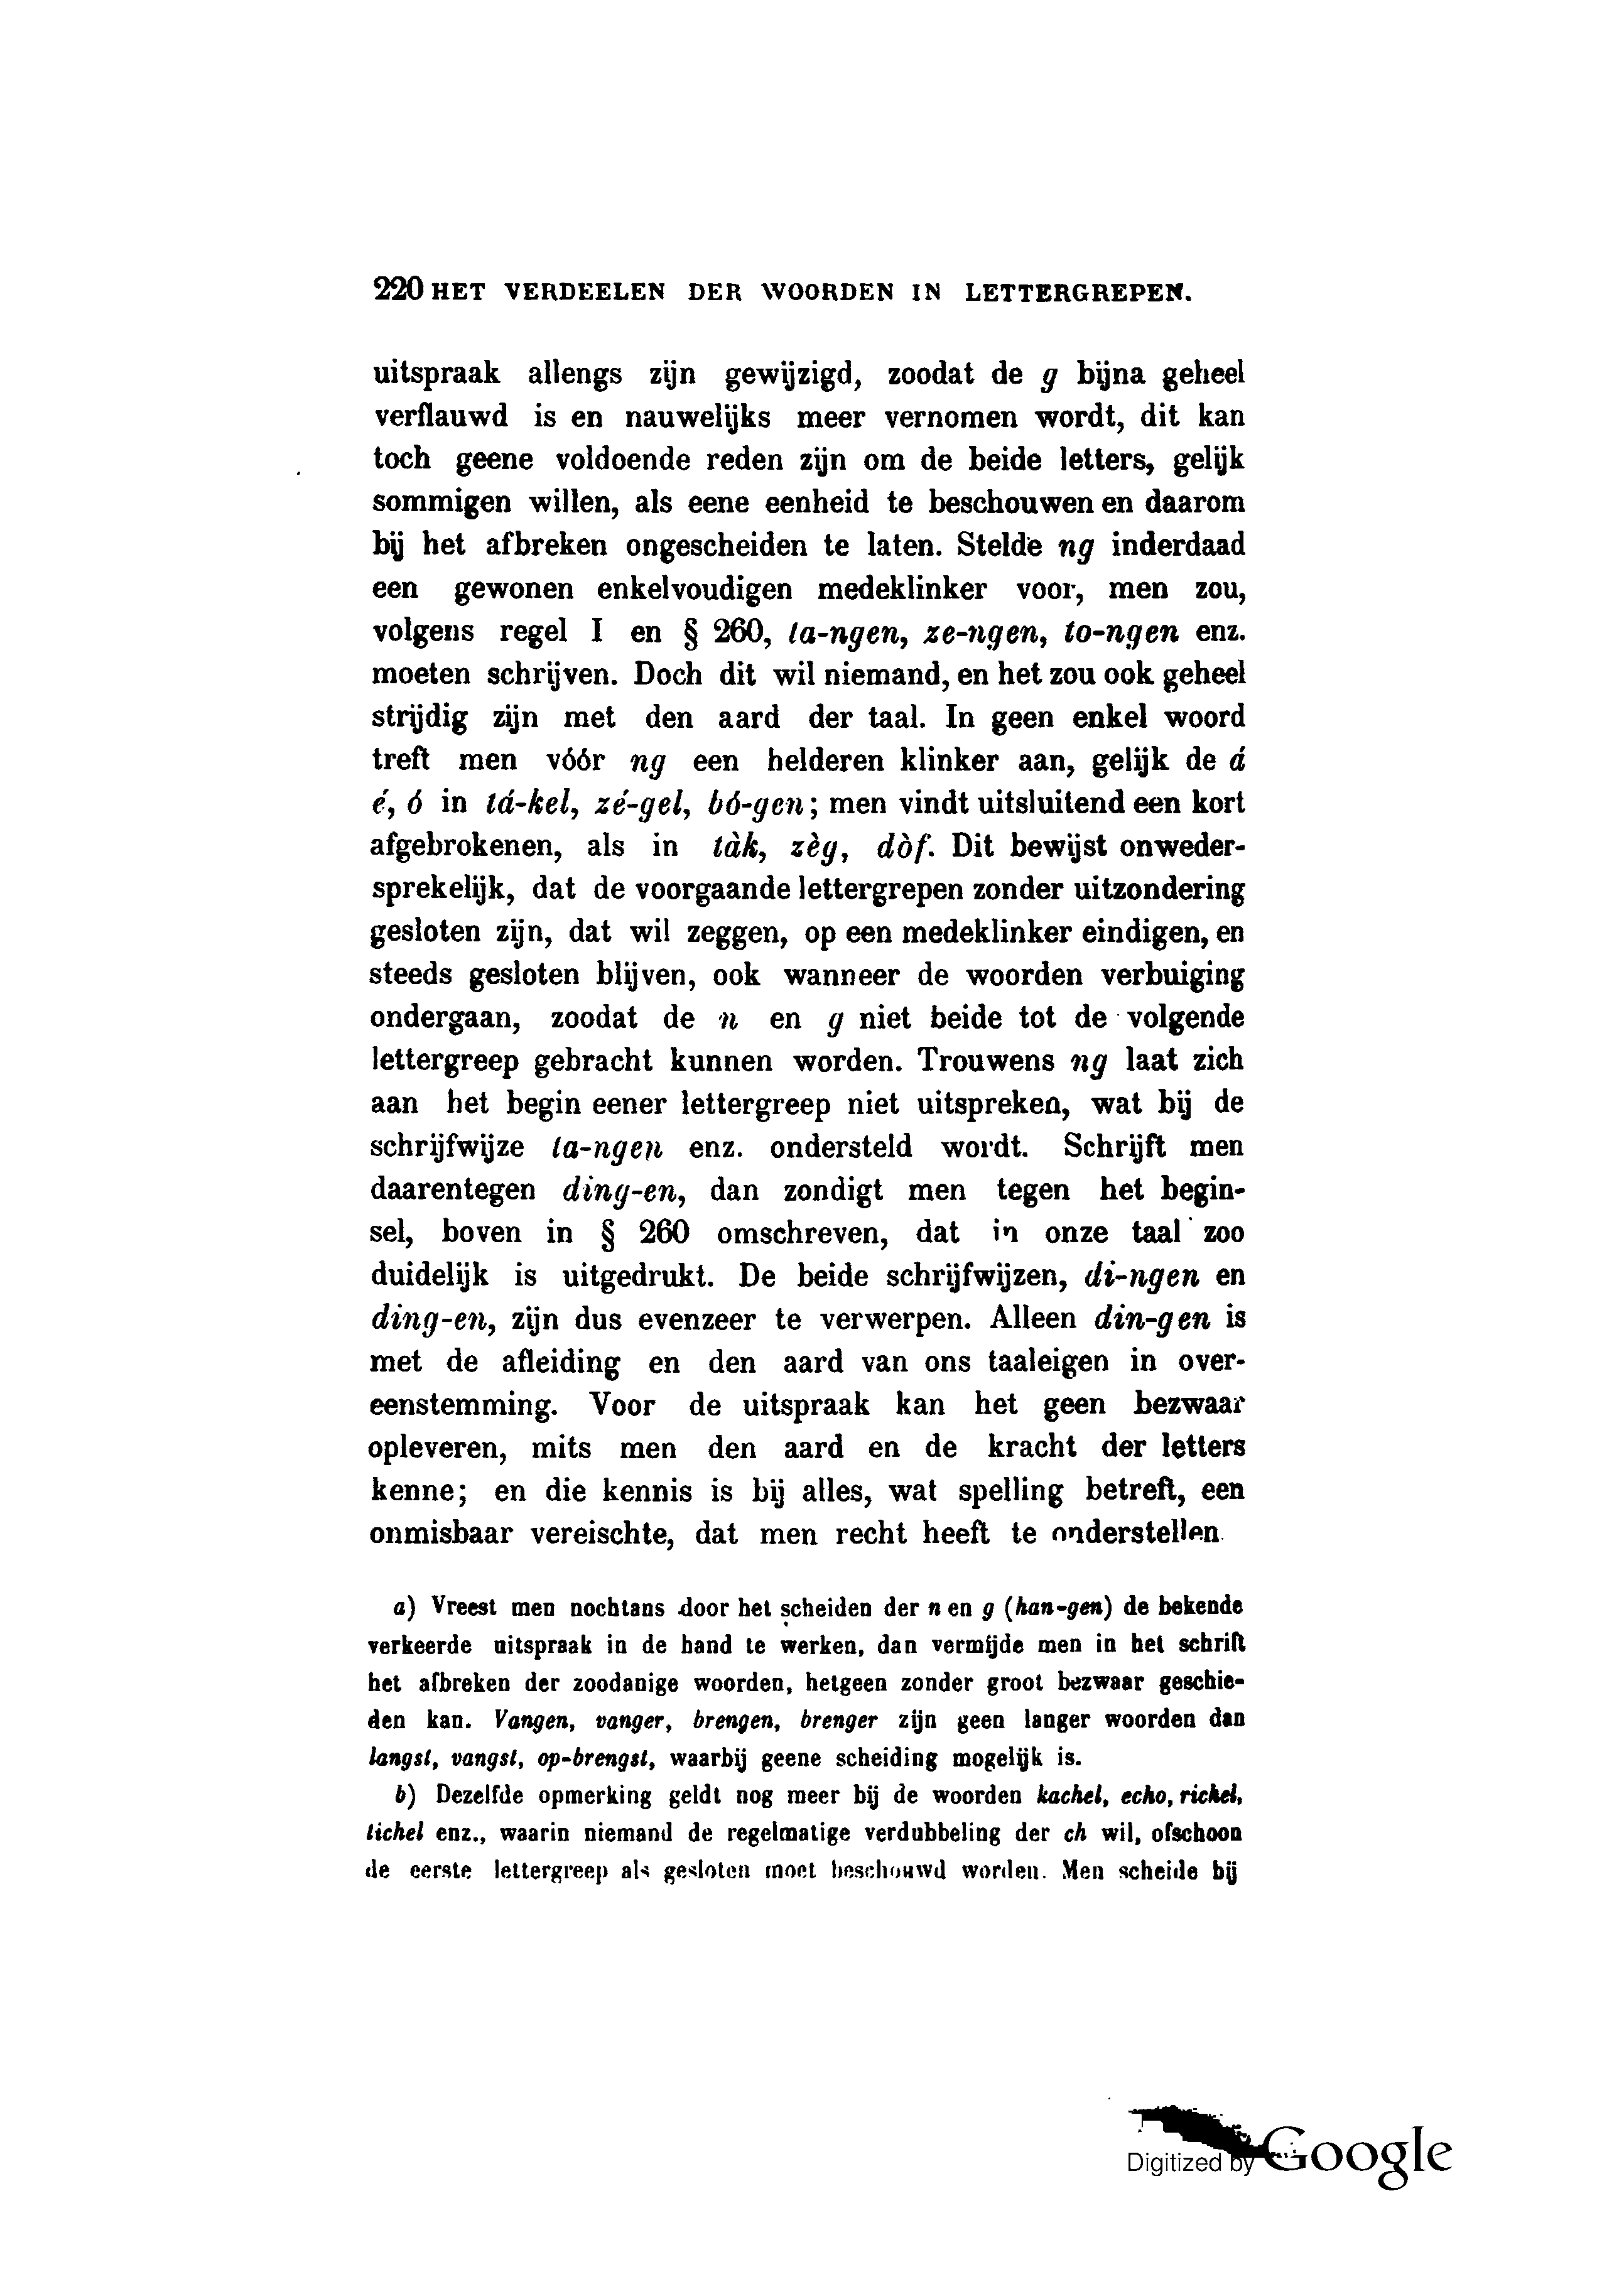 220 HET VERDEELEN DER WOORDEN IN LETTERGREPEN.
uitspraak allengs zijn gewijzigd, zoodat de g bijna geheel
verflauwd is en nauwelijks meer vernomen wordt, dit kan
toch geene voldoende reden zijn om de beide letters, gelijk
sommigen willen, als eene eenheid te beschouwen en daarom
bij het afbreken ongescheiden te laten. Stelde ng inderdaad
een gewonen enkelvoudigen medeklinker voor, men zou,
volgens regel I en § 260, la-ngen, ze-ngen, to-ngen enz.
moeten schrijven. Doch dit wil niemand, en het zou ook geheel
strijdig zijn met den aard der taal. In geen enkel woord
treft men vóór ng een helderen klinker aan, gelijk de á
é, ó in tá-kel, zé-gel, bó-gen; men vindt uitsluitend een kort
afgebrokenen, als in tàk, zèg, dòf. Dit bewijst onweder-
sprekelijk, dat de voorgaande lettergrepen zonder uitzondering
gesloten zijn, dat wil zeggen, op een medeklinker eindigen, en
steeds gesloten blijven, ook wanneer de woorden verbuiging
ondergaan, zoodat de n en g niet beide tot de volgende
lettergreep gebracht kunnen worden. Trouwens ng laat zich
aan het begin eener lettergreep niet uitspreken, wat bij de
schrijfwijze la-ngen enz. ondersteld wordt. Schrijft men
daarentegen ding-en, dan zondigt men tegen het begin-
sel, boven in § 260 omschreven, dat in onze taal zoo
duidelijk is uitgedrukt. De beide schrijfwijzen, di-ngen en
ding-en, zijn dus evenzeer te verwerpen. Alleen din-gen is
met de afleiding en den aard van ons taaleigen in over-
eenstemming. Voor de uitspraak kan het geen bezwaar
opleveren, mits men den aard en de kracht der letters
kenne; en die kennis is bij alles, wat spelling betreft, een
onmisbaar vereischte, dat men recht heeft te onderstellen.
a) Vreest men nochtans door het scheiden der n en g (han-gen) de bekende
verkeerde uitspraak in de hand te werken, dan vermijde men in het schrift
het afbreken der zoodanige woorden, hetgeen zonder groot bezwaar geschie-
den kan. Vangen, vanger, brengen, brenger zijn geen langer woorden dan
langst, vangst, op-brengst, waarbij geene scheiding mogelijk is.
b) Dezelfde opmerking geldt nog meer bij de woorden kachel, echo, richel,
tichel enz., waarin niemand de regelmatige verdubbeling der ch wil, ofschoon
de eerste lettergreep als gesloten moet beschouwd worden. Men scheide bij
Digitized by Google